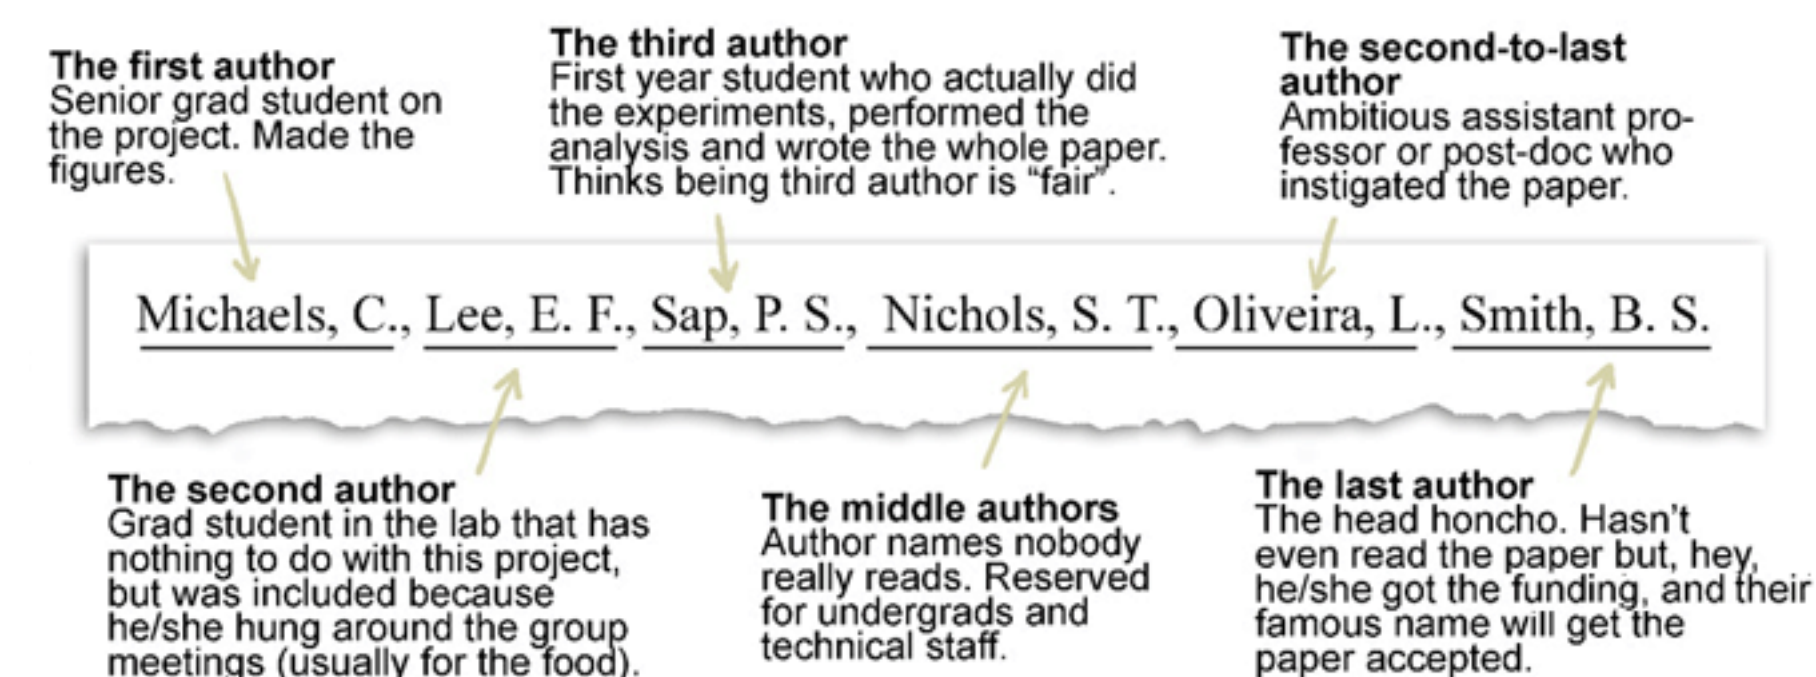 The first author
Senior grad student on
the project. Made the
figures.
The third author
First year student who actually did
the experiments, performed the
analysis and wrote the whole paper.
Thinks being third author is “fair”.
The second-to-last
author
Ambitious assistant pro-
fessor or post-doc who
instigated the paper.
Michaels, C., Lee, E. F., Sap, P. S., Nichols, S. T., Oliveira, L., Smith, B. S.
The second author
Grad student in the lab that has
nothing to do with this project,
but was included because
he/she hung around the group
meetings (usually for the food).
The middle authors
Author names nobody
really reads. Reserved
for undergrads and
technical staff.
The last author
The head honcho. Hasn’t
even read the paper but, hey,
he/she got the funding, and their
famous name will get the
paper accepted.